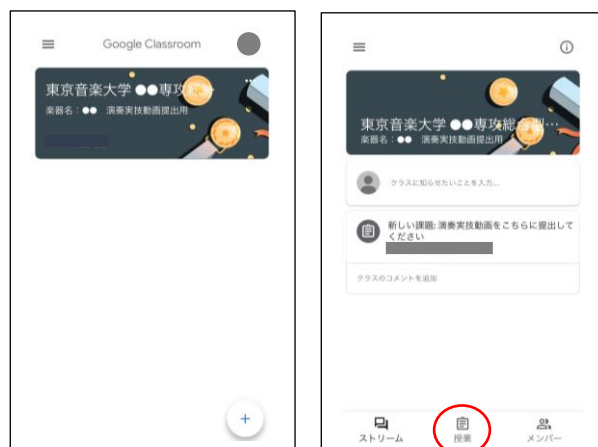 Google Classroom
東京音楽大学 ●●専攻総…
楽器名：●● 演奏実技動画提出用
東京音楽大学 ●●専攻総合型…
楽器名：●● 演奏実技動画提出用
クラスに知らせたいことを入力...
新しい課題: 演奏実技動画をこちらに提出して
ください
クラスのコメントを追加
ストリーム
授業
メンバー